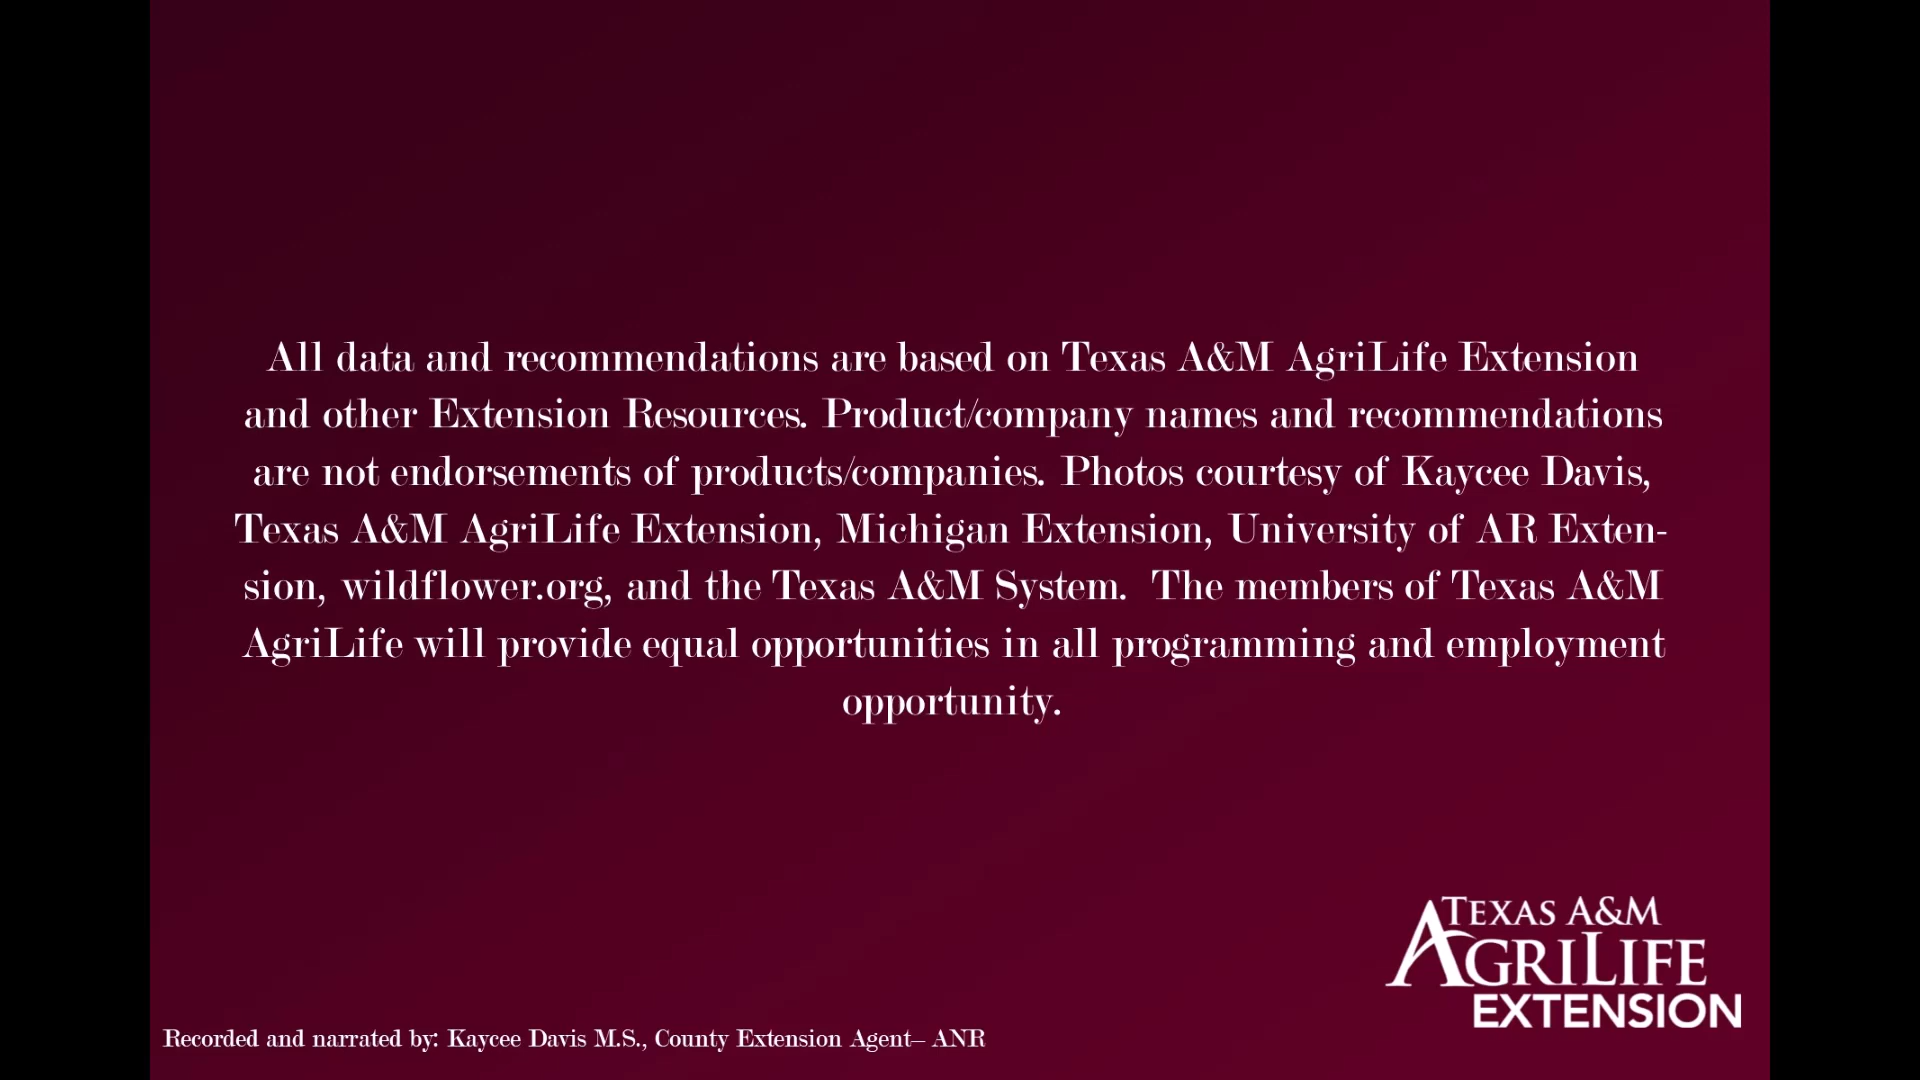 All data and recommendations are based on Texas A&M AgriLife Extension
and other Extension Resources. Product/company names and recommendations
are not endorsements of products/companies. Photos courtesy of Kaycee Davis,
Texas A&M AgriLife Extension, Michigan Extension, University of AR Exten-
sion, wildflower.org, and the Texas A&M System.  The members of Texas A&M
AgriLife will provide equal opportunities in all programming and employment
opportunity.
TEXAS A&M
AGRILIFE
EXTENSION
Recorded and narrated by: Kaycee Davis M.S., County Extension Agent– ANR